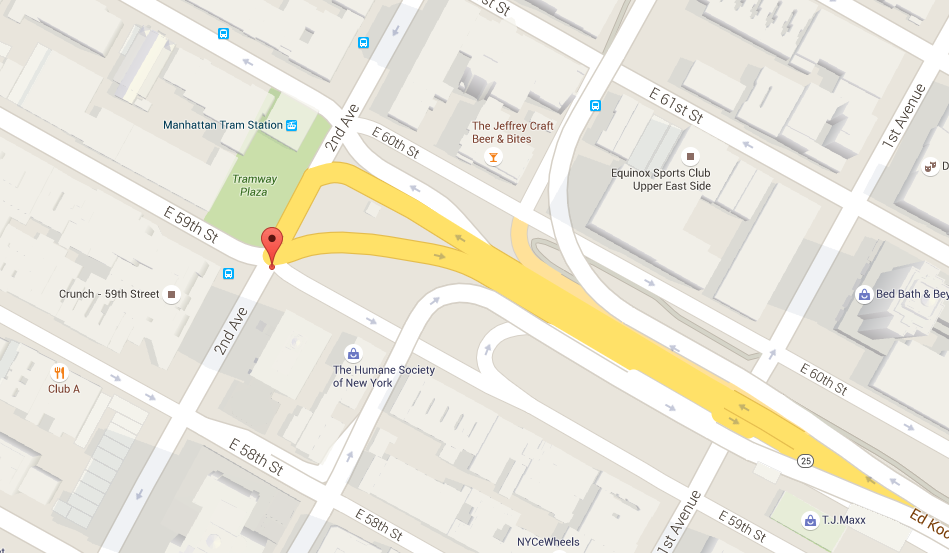 st St
2nd Ave
Manhattan Tram Station
E 60th St
The Jeffrey Craft
Beer & Bites
E 61st St
1st Avenue
Equinox Sports Club
Upper East Side
D
Tramway
Plaza
E 59th St
Crunch - 59th Street
Bed Bath & Bey
2nd Ave
The Humane Society
of New York
Club A
E 60th St
E 58th St
25
E 58th St
1st Avenue
E 59th St
T.J.Maxx
Ed Koc
NYCeWheels